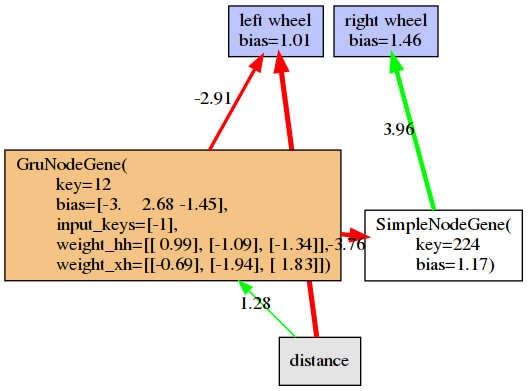 left wheel
bias=1.01
right wheel
bias=1.46
-2.91
3.96
GruNodeGene(
key=12
bias=[-3. 2.68 -1.45],
input_keys=[-1],
weight_hh=[[ 0.99], [-1.09], [-1.34]],
weight_xh=[[-0.69], [-1.94], [ 1.83]])
-3.76
SimpleNodeGene(
key=224
bias=1.17)
1.28
distance